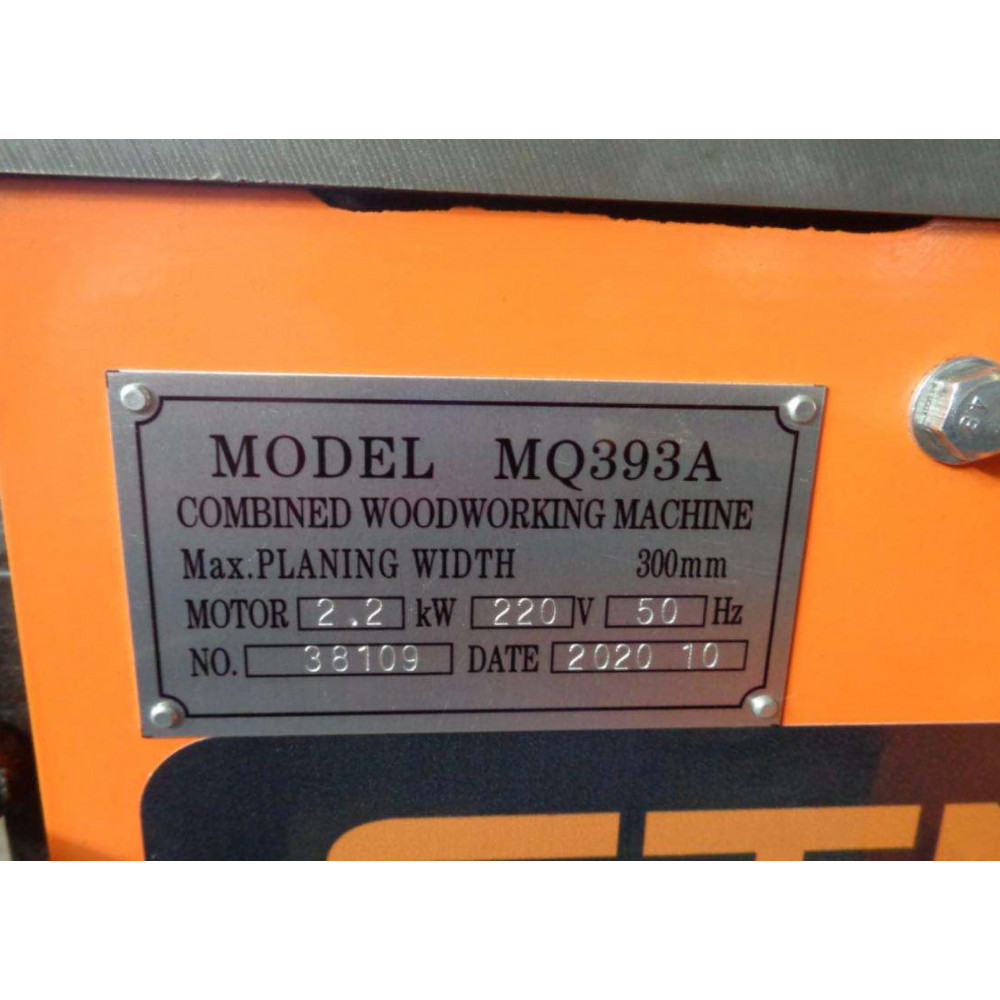 MODEL MQ393A
COMBINED WOODWORKING MACHINE
Max.PLANING WIDTH 300mm
MOTOR 2.2 kW 220 V 50 Hz
NO. 38109 DATE 2020 10